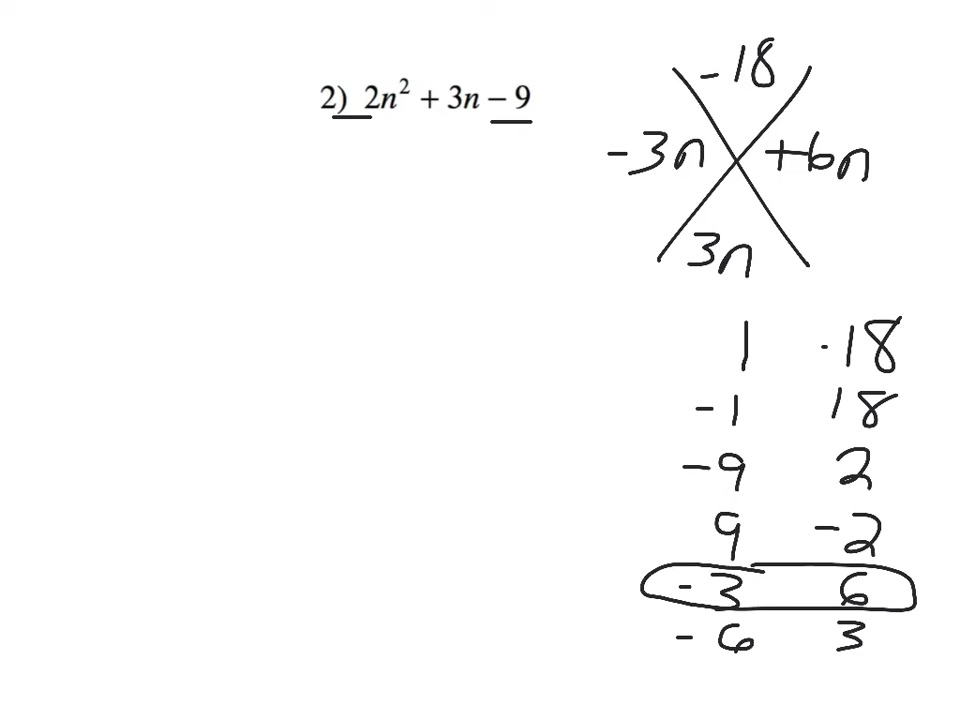 2) 2n² + 3n − 9
-18
-3n +6n
3n
1 -18
-1 18
-9 2
9 -2
-3 6
-6 3